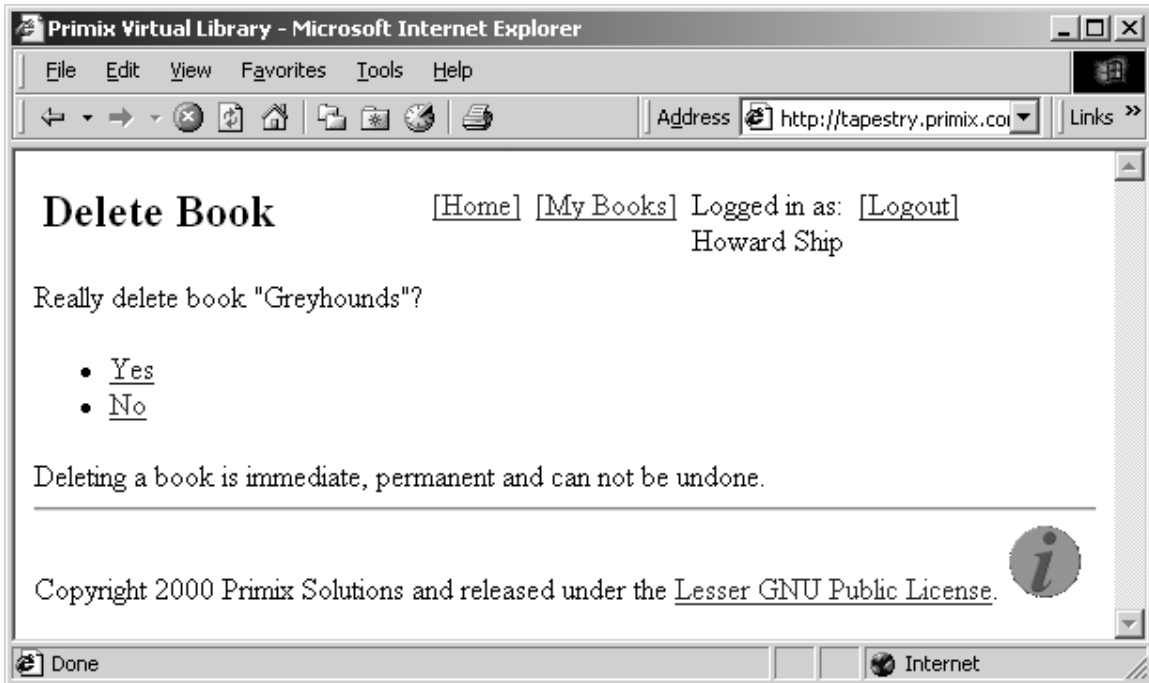 Primix Virtual Library - Microsoft Internet Explorer
File Edit View Favorites Tools Help
Address http://tapestry.primix.co Links »
Delete Book [Home] [My Books] Logged in as: [Logout]
Howard Ship
Really delete book "Greyhounds"?
• Yes
• No
Deleting a book is immediate, permanent and can not be undone.
i
Copyright 2000 Primix Solutions and released under the Lesser GNU Public License.
Done Internet